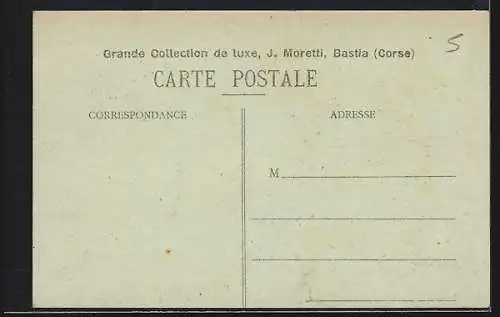 5
Grande Collection de luxe, J. Moretti, Bastia (Corse)
CARTE POSTALE
CORRESPONDANCE
ADRESSE
M